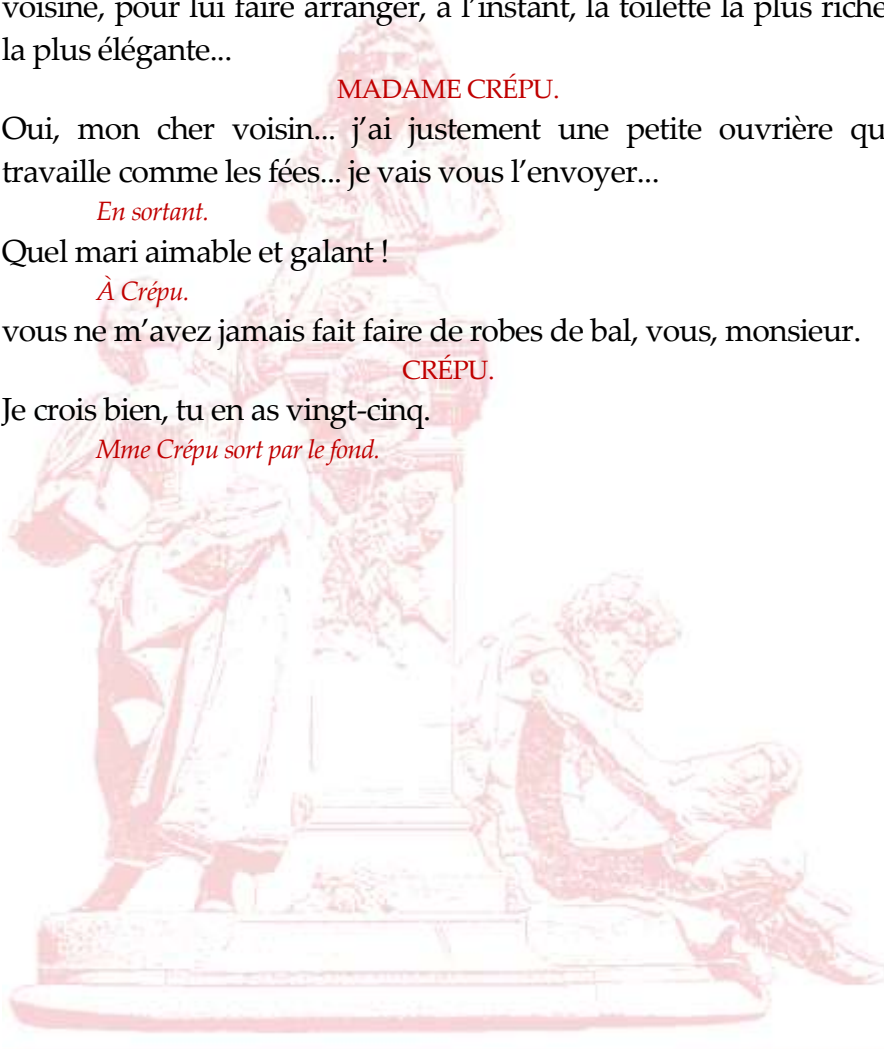 voisine, pour lui faire arranger, à l'instant, la toilette la plus riche
la plus élégante...
MADAME CRÉPU.
Oui, mon cher voisin... j'ai justement une petite ouvrière qu
travaille comme les fées... je vais vous l'envoyer...
En sortant.
Quel mari aimable et galant !
À Crépu.
vous ne m'avez jamais fait faire de robes de bal, vous, monsieur.
CRÉPU.
Je crois bien, tu en as vingt-cinq.
Mme Crépu sort par le fond.